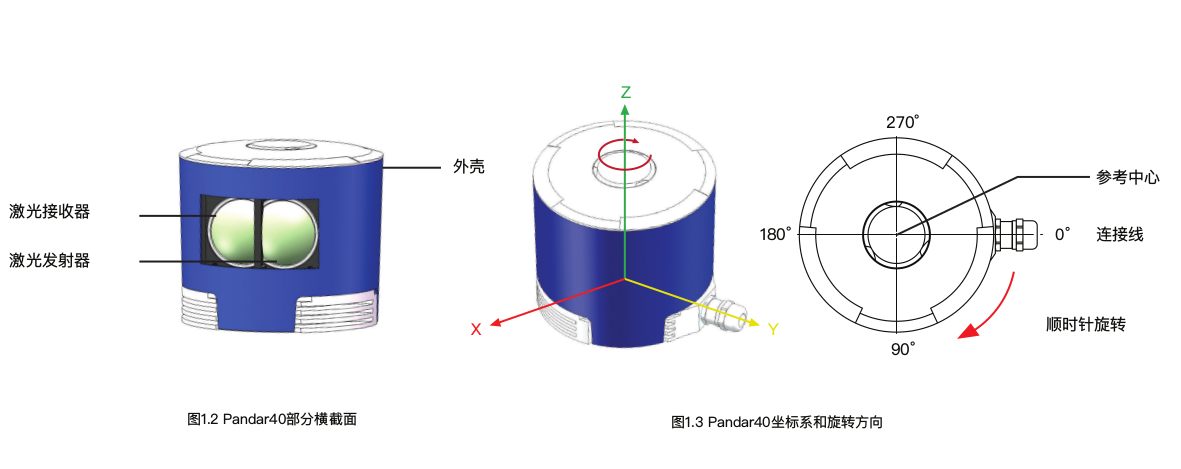 外壳
激光接收器
激光发射器
图1.2 Pandar40部分横截面
Z
X
Y
270°
参考中心
180°
0°
连接线
顺时针旋转
90°
图1.3 Pandar40坐标系和旋转方向